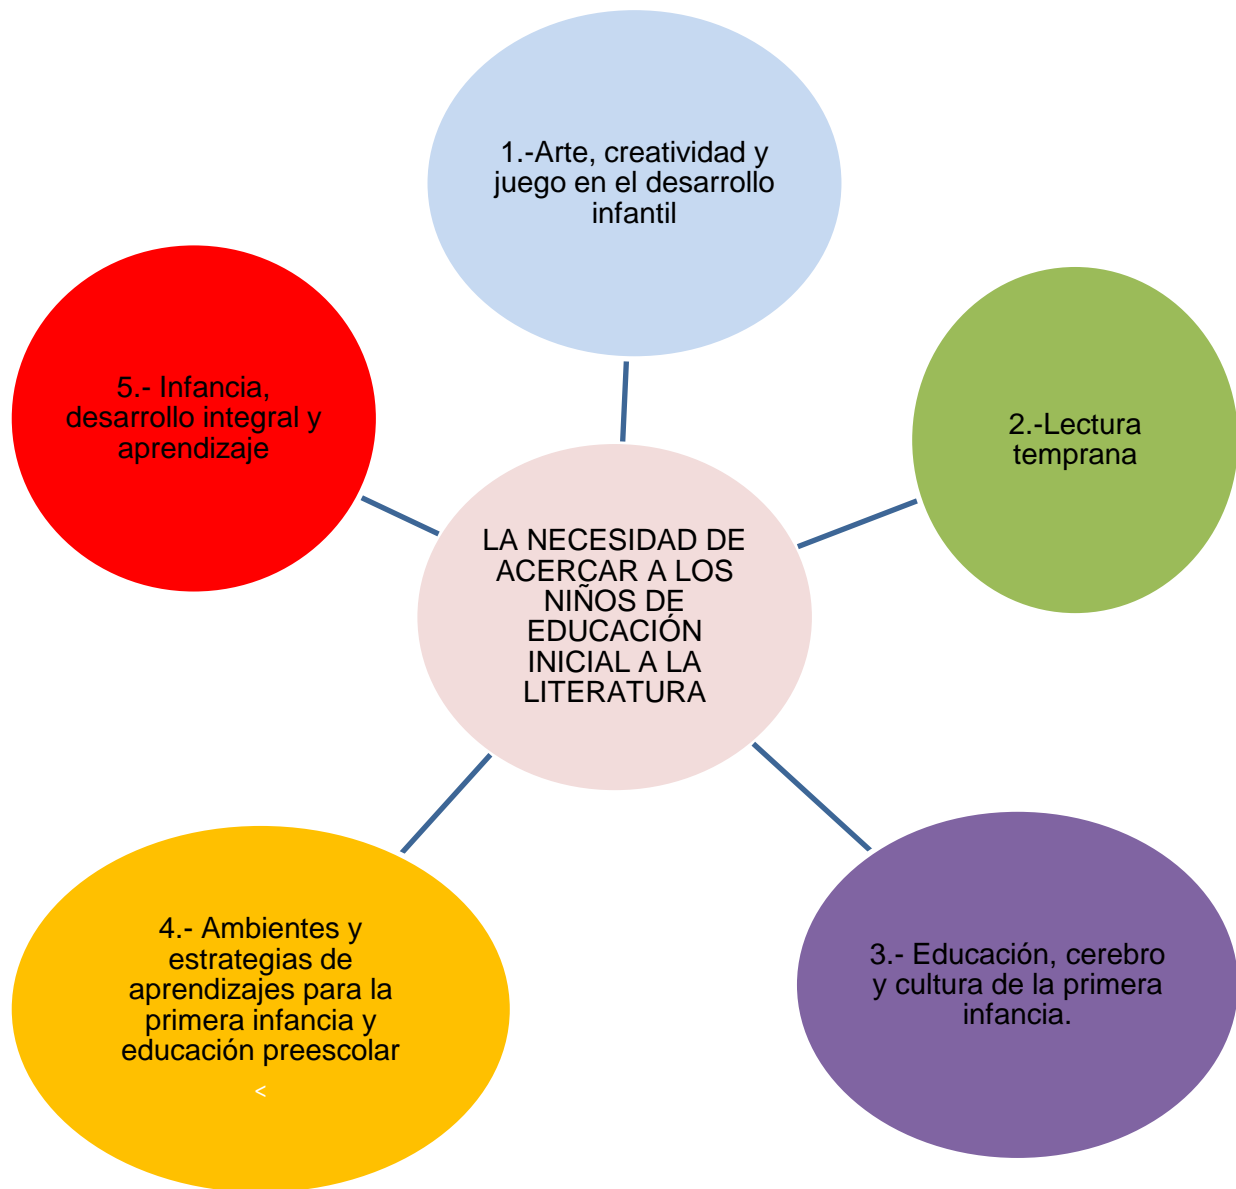 1.-Arte, creatividad y
juego en el desarrollo
infantil
2.-Lectura
temprana
3.- Educación, cerebro
y cultura de la primera
infancia.
4.- Ambientes y
estrategias de
aprendizajes para la
primera infancia y
educación preescolar
<
5.- Infancia,
desarrollo integral y
aprendizaje
LA NECESIDAD DE
ACERCAR A LOS
NIÑOS DE
EDUCACIÓN
INICIAL A LA
LITERATURA